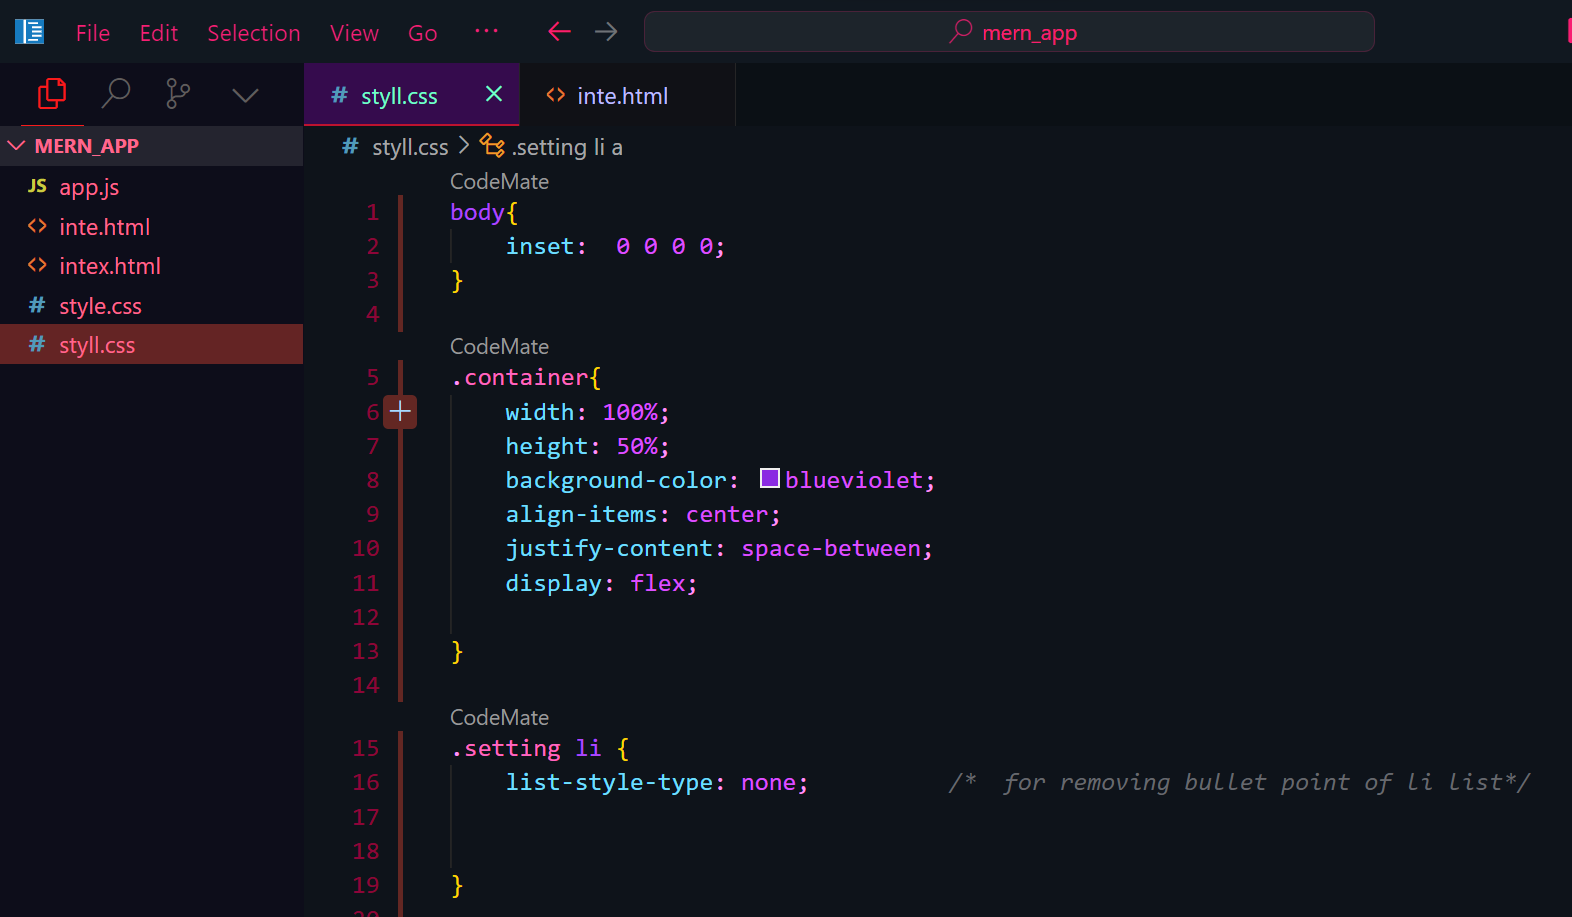 File Edit Selection View Go ··· mern_app
# styll.css <> inte.html
MERN_APP
JS app.js
<> inte.html
<> intex.html
# style.css
# styll.css
# styll.css > .setting li a
CodeMate
1 body{
2     inset:  0 0 0 0;
3 }
4
CodeMate
5 .container{
6     width: 100%;
7     height: 50%;
8     background-color: blueviolet;
9     align-items: center;
10     justify-content: space-between;
11     display: flex;
12
13 }
14
CodeMate
15 .setting li {
16     list-style-type: none;          /*  for removing bullet point of li list*/
17
18
19 }
20